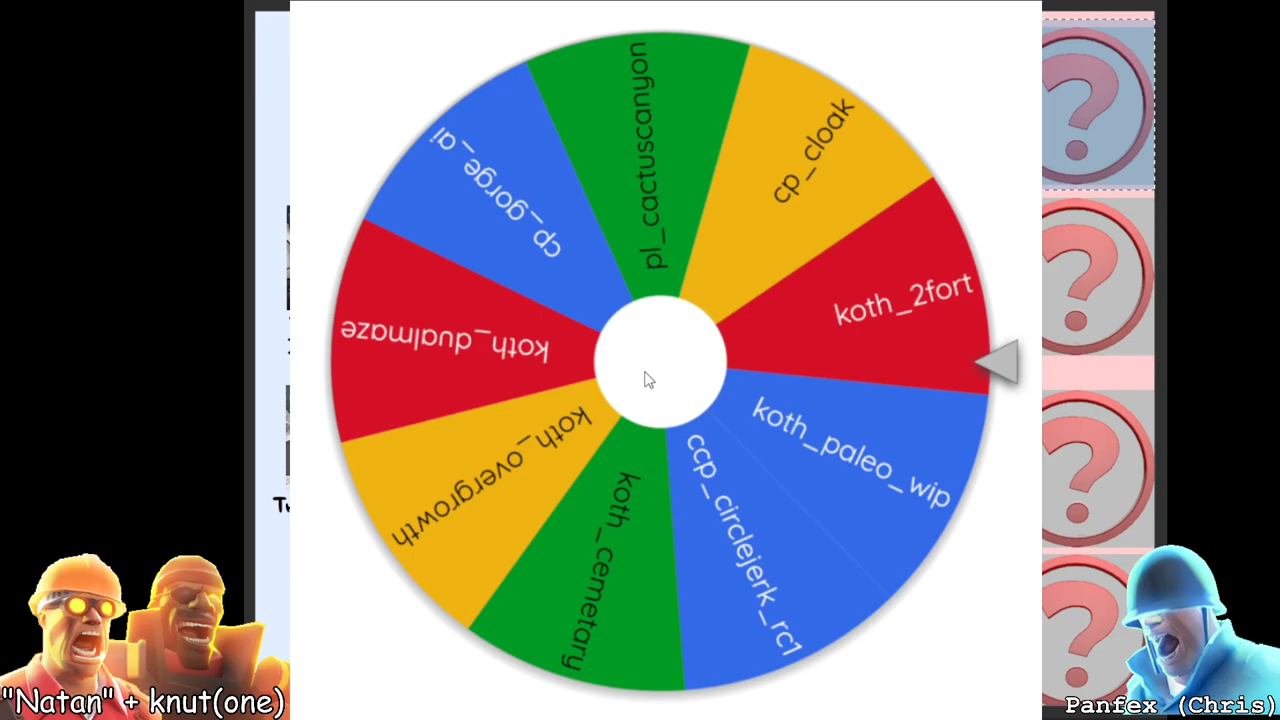 pl_cactuscanyon
cp_cloak
koth_2fort
koth_paleo_wip
ccp_circlejerk_rc1
koth_cemetary
koth_overgrowth
koth_dualmaze
cp_gorge_ai
"Natan" + knut(one)
Panfex (Chris)